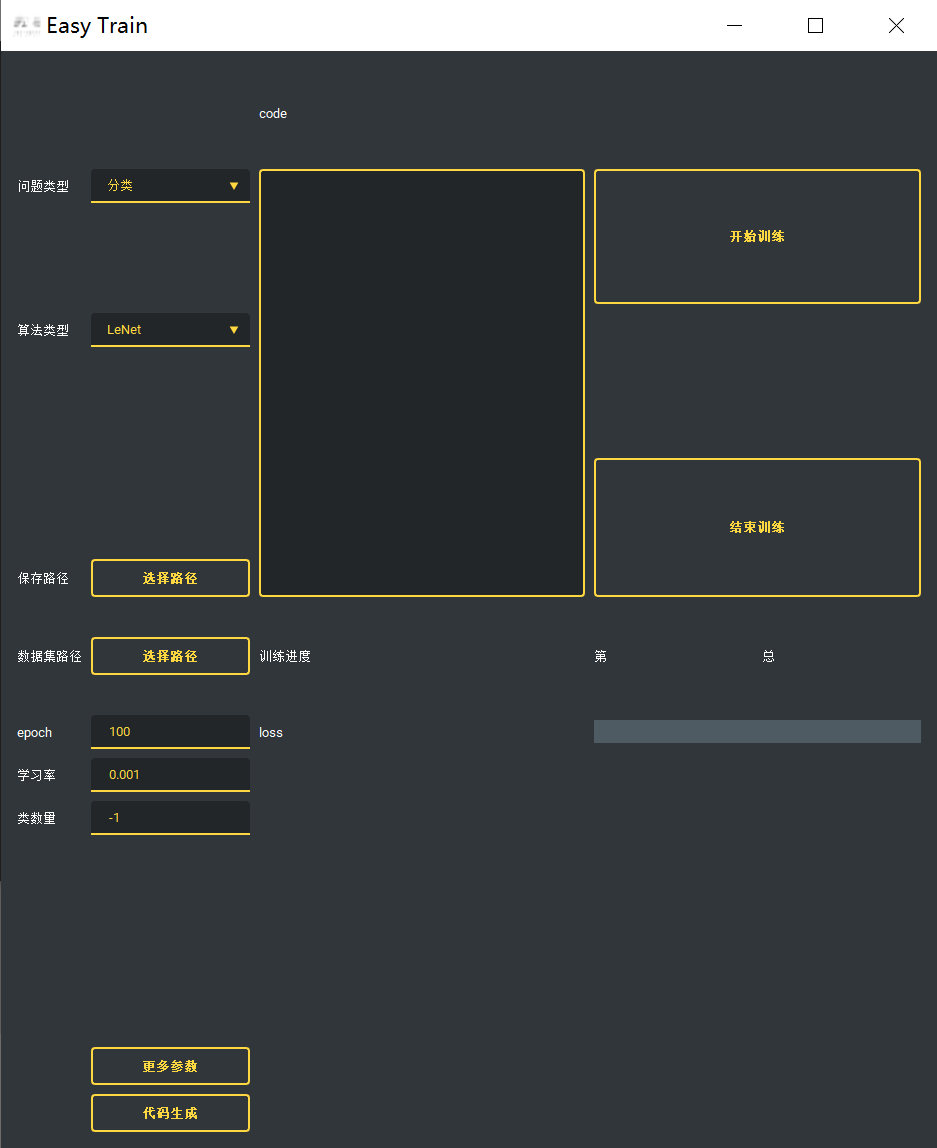 Easy Train
code
问题类型 分类 ▼
开始训练
算法类型 LeNet ▼
结束训练
保存路径 选择路径
数据集路径 选择路径 训练进度 第 总
epoch 100 loss
学习率 0.001
类数量 -1
更多参数
代码生成